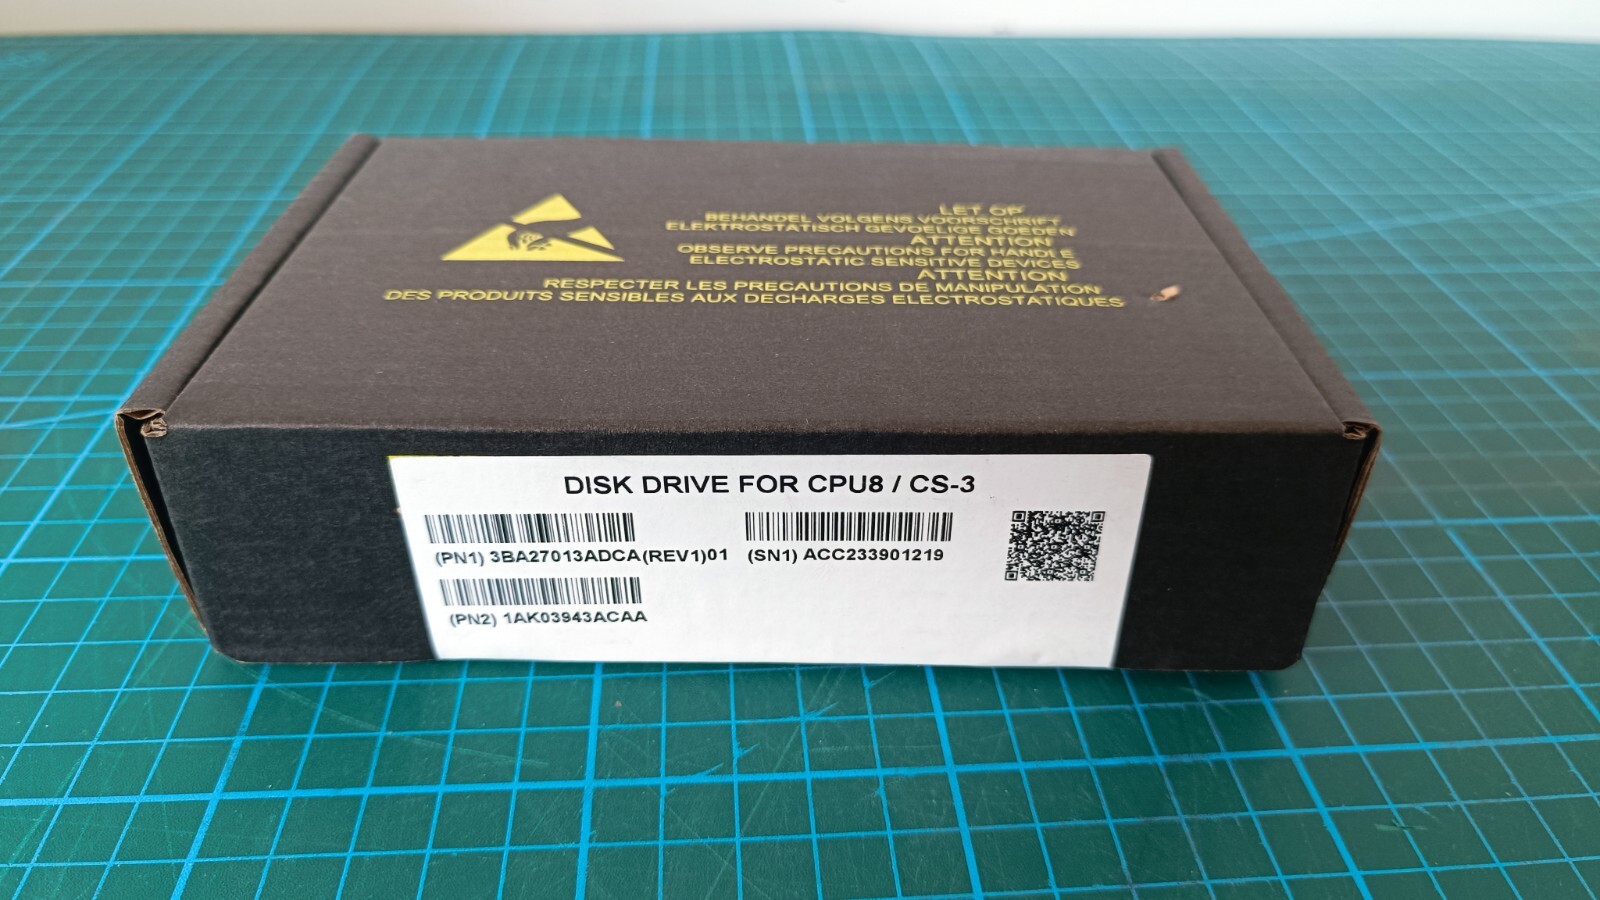 LET OP
BEHANDEL VOLGENS VOORSCHRIFT
ELEKTROSTATISCH GEVOELIGE GOEDEN
ATTENTION
OBSERVE PRECAUTIONS FOR HANDLE
ELECTROSTATIC SENSITIVE DEVICES
ATTENTION
RESPECTER LES PRECAUTIONS DE MANIPULATION
DES PRODUITS SENSIBLES AUX DECHARGES ELECTROSTATIQUES
DISK DRIVE FOR CPU8 / CS-3
(PN1) 3BA27013ADCA(REV1)01 (SN1) ACC233901219
(PN2) 1AK03943ACAA